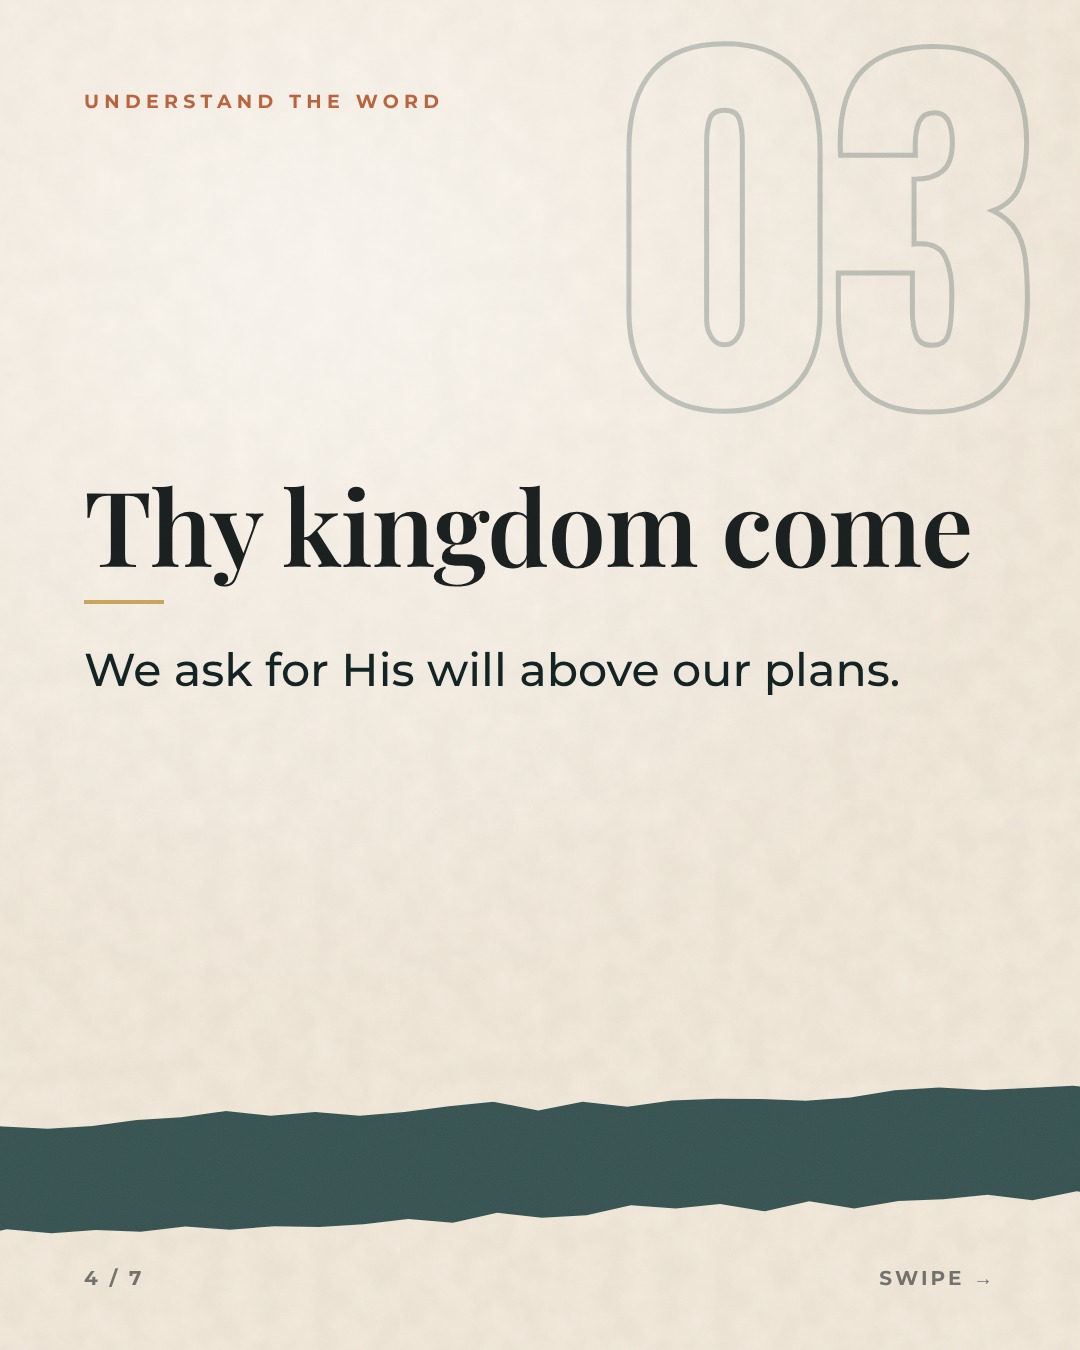 UNDERSTAND THE WORD
03
Thy kingdom come
We ask for His will above our plans.
4 / 7
SWIPE →